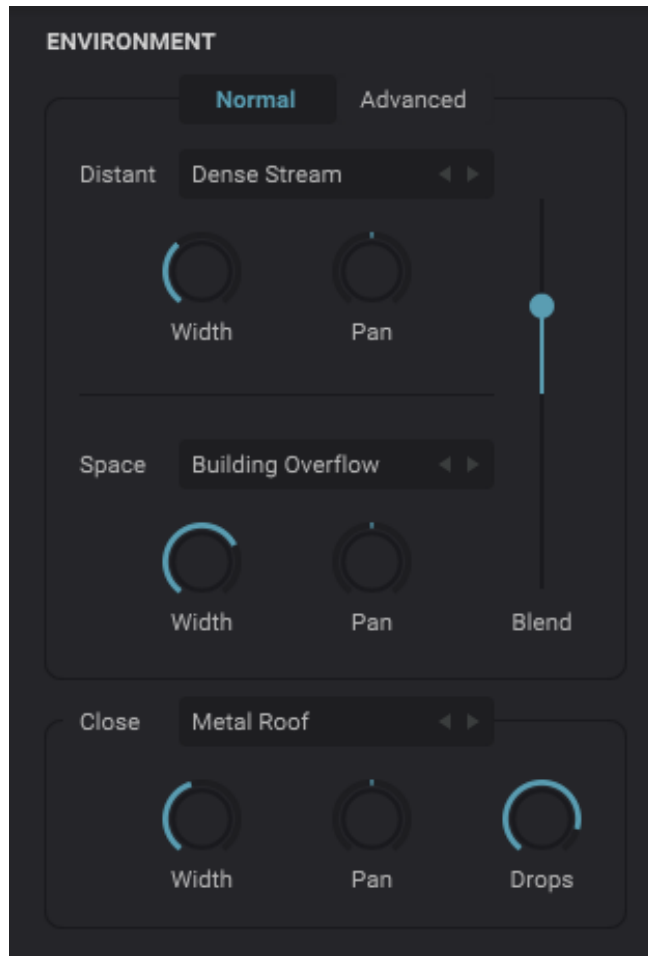 ENVIRONMENT
Normal Advanced
Distant Dense Stream
Width Pan
Space Building Overflow
Width Pan Blend
Close Metal Roof
Width Pan Drops